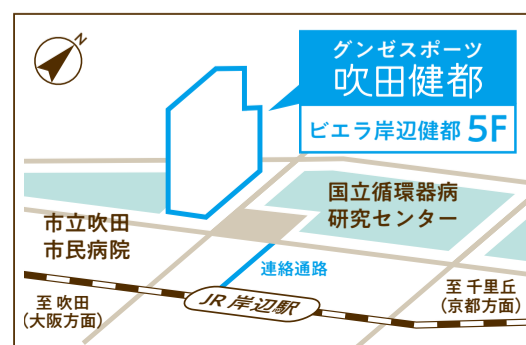 N
グンゼスポーツ
吹田健都
ビエラ岸辺健都 5F
国立循環器病
研究センター
市立吹田
市民病院
連絡通路
至 吹田
(大阪方面)
JR 岸辺駅
至 千里丘
(京都方面)